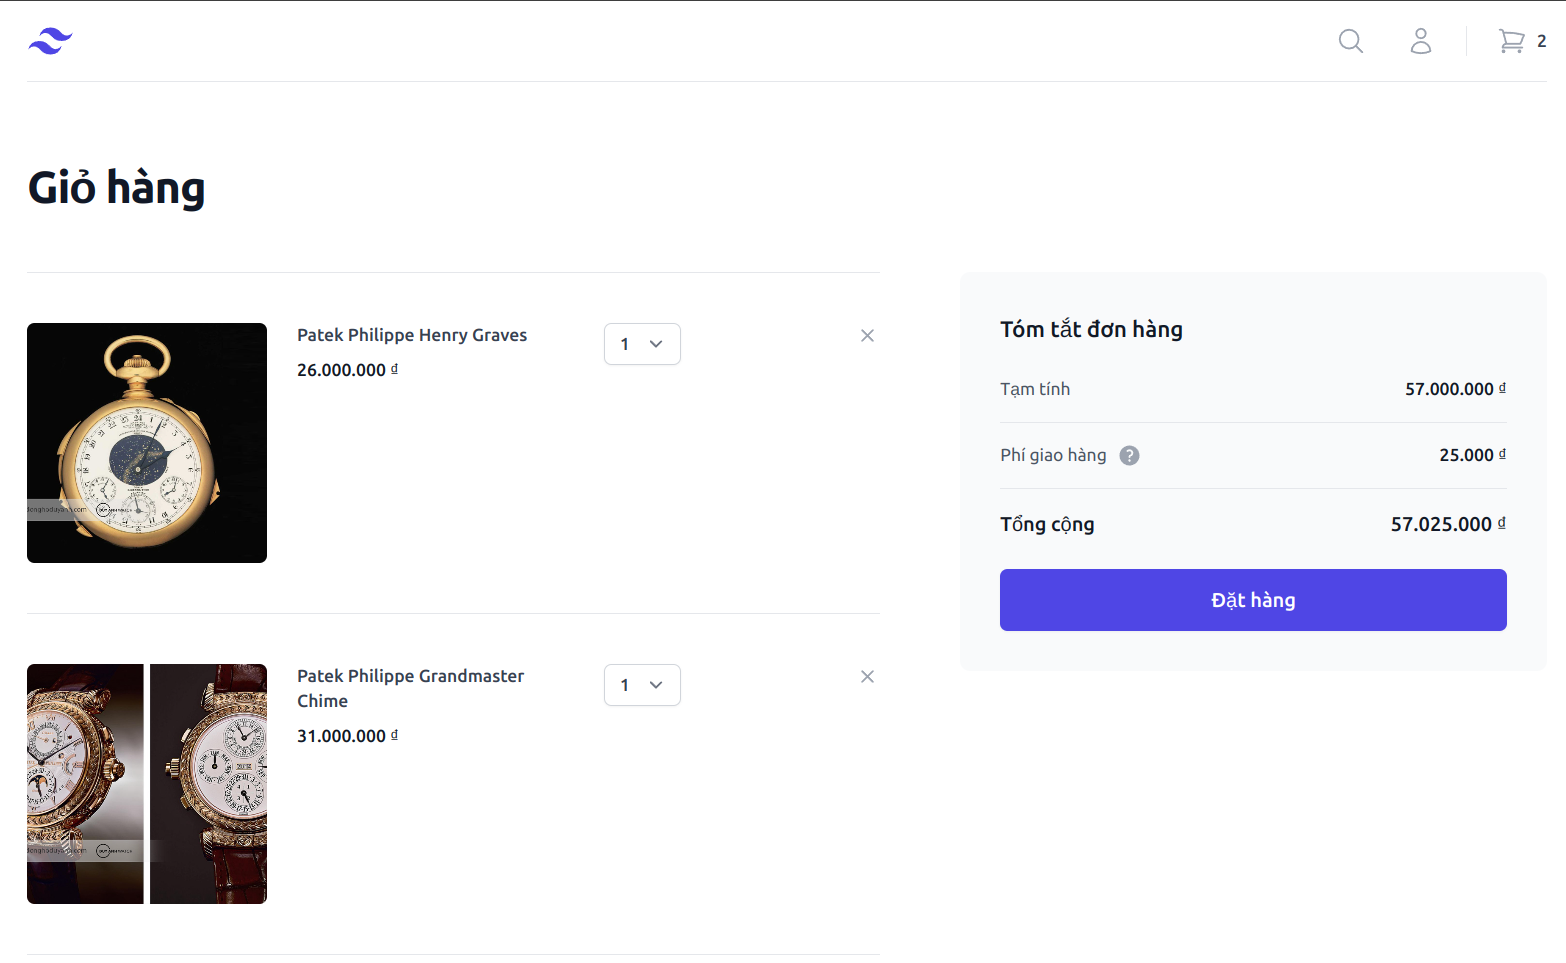 2
Giỏ hàng
Patek Philippe Henry Graves
26.000.000 ₫
1
Patek Philippe Grandmaster
Chime
31.000.000 ₫
1
Tóm tắt đơn hàng
Tạm tính 57.000.000 ₫
Phí giao hàng ? 25.000 ₫
Tổng cộng 57.025.000 ₫
Đặt hàng